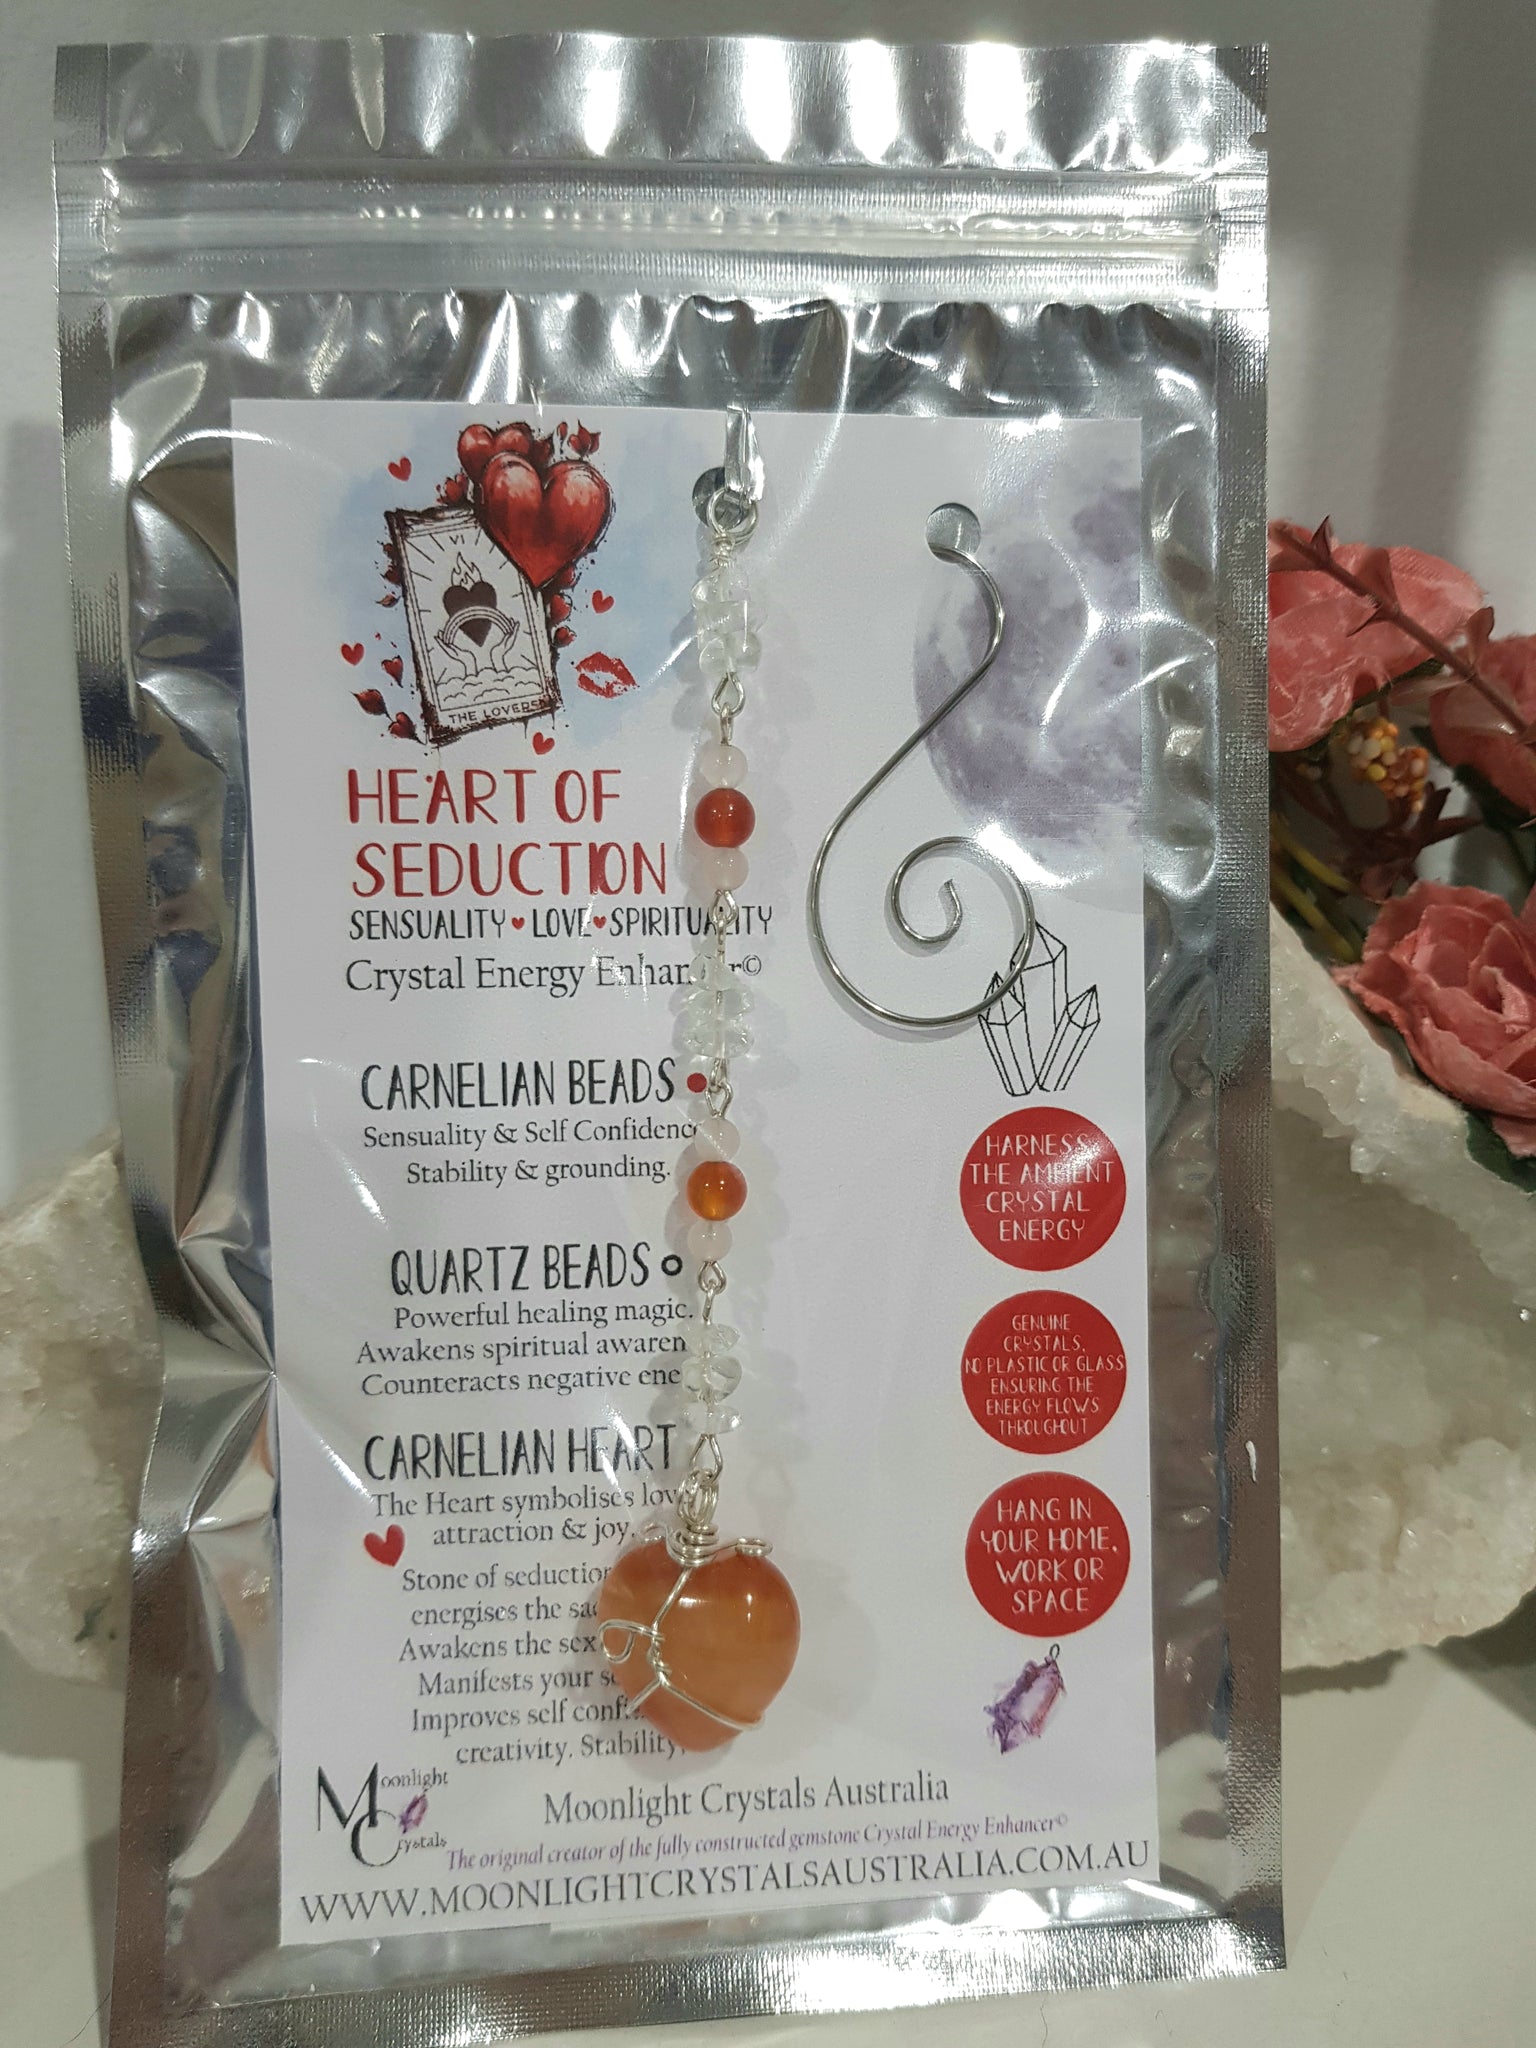 VI
THE LOVERS
HEART OF
SEDUCTION
SENSUALITY♥LOVE♥SPIRITUALITY
Crystal Energy Enhancer©
CARNELIAN BEADS
Sensuality & Self Confidenc
Stability & grounding.
QUARTZ BEADS
Powerful healing magic.
Awakens spiritual awaren
Counteracts negative ene
CARNELIAN HEART
The Heart symbolises lov
attraction & joy.
Stone of seduction
energises the sac
Awakens the sex
Manifests your s
Improves self conf
creativity. Stability,
HARNESS
THE AMBIENT
CRYSTAL
ENERGY
GENUINE
CRYSTALS,
NO PLASTIC OR GLASS
ENSURING THE
ENERGY FLOWS
THROUGHOUT
HANG IN
YOUR HOME,
WORK OR
SPACE
Moonlight
Crystals
Moonlight Crystals Australia
The original creator of the fully constructed gemstone Crystal Energy Enhancer©
WWW.MOONLIGHTCRYSTALSAUSTRALIA.COM.AU